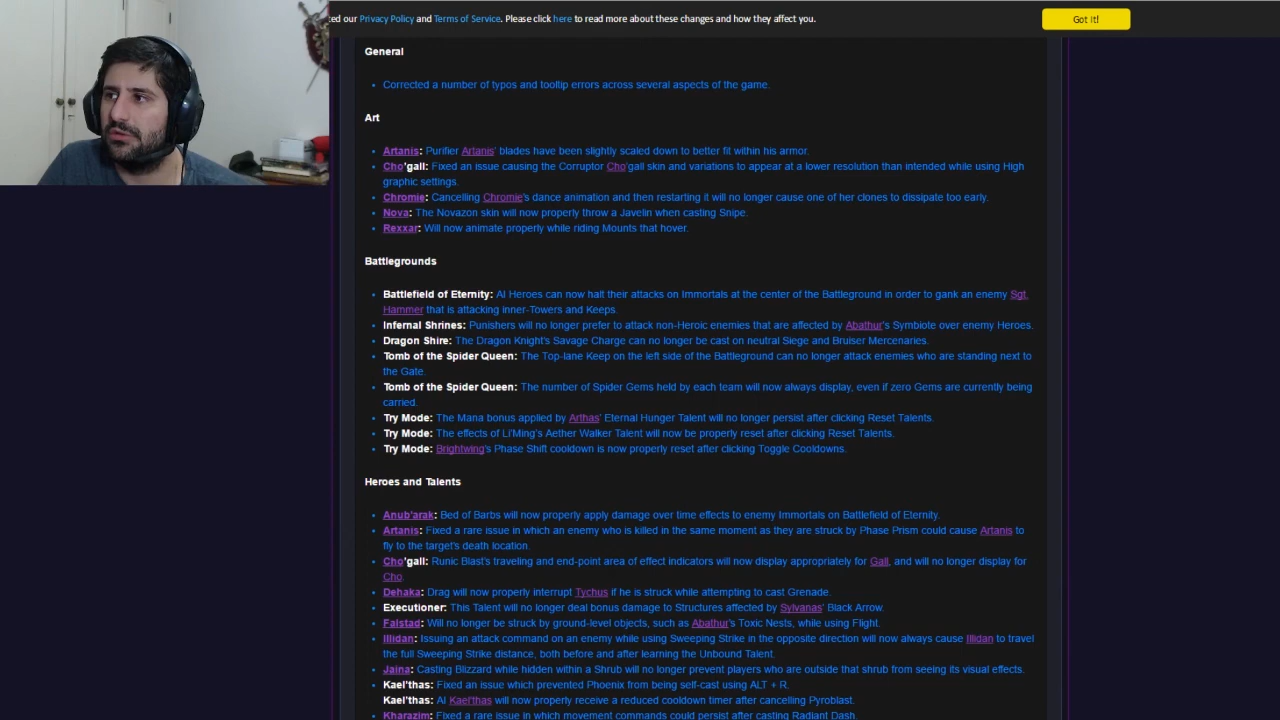 ted our Privacy Policy and Terms of Service. Please click here to read more about these changes and how they affect you.
Got it!
General
Corrected a number of typos and tooltip errors across several aspects of the game.
Art
Artanis: Purifier Artanis' blades have been slightly scaled down to better fit within his armor.
Cho'gall: Fixed an issue causing the Corruptor Cho'gall skin and variations to appear at a lower resolution than intended while using High
graphic settings.
Chromie: Cancelling Chromie's dance animation and then restarting it will no longer cause one of her clones to dissipate too early.
Nova: The Novazon skin will now properly throw a Javelin when casting Snipe.
Rexxar: Will now animate properly while riding Mounts that hover.
Battlegrounds
Battlefield of Eternity: AI Heroes can now halt their attacks on Immortals at the center of the Battleground in order to gank an enemy Sgt.
Hammer that is attacking inner-Towers and Keeps.
Infernal Shrines: Punishers will no longer prefer to attack non-Heroic enemies that are affected by Abathur's Symbiote over enemy Heroes.
Dragon Shire: The Dragon Knight's Savage Charge can no longer be cast on neutral Siege and Bruiser Mercenaries.
Tomb of the Spider Queen: The Top-lane Keep on the left side of the Battleground can no longer attack enemies who are standing next to
the Gate.
Tomb of the Spider Queen: The number of Spider Gems held by each team will now always display, even if zero Gems are currently being
carried.
Try Mode: The Mana bonus applied by Arthas' Eternal Hunger Talent will no longer persist after clicking Reset Talents.
Try Mode: The effects of Li'Ming's Aether Walker Talent will now be properly reset after clicking Reset Talents.
Try Mode: Brightwing's Phase Shift cooldown is now properly reset after clicking Toggle Cooldowns.
Heroes and Talents
Anub'arak: Bed of Barbs will now properly apply damage over time effects to enemy Immortals on Battlefield of Eternity.
Artanis: Fixed a rare issue in which an enemy who is killed in the same moment as they are struck by Phase Prism could cause Artanis to
fly to the target's death location.
Cho'gall: Runic Blast's traveling and end-point area of effect indicators will now display appropriately for Gall, and will no longer display for
Cho.
Dehaka: Drag will now properly interrupt Tychus if he is struck while attempting to cast Grenade.
Executioner: This Talent will no longer deal bonus damage to Structures affected by Sylvanas' Black Arrow.
Falstad: Will no longer be struck by ground-level objects, such as Abathur's Toxic Nests, while using Flight.
Illidan: Issuing an attack command on an enemy while using Sweeping Strike in the opposite direction will now always cause Illidan to travel
the full Sweeping Strike distance, both before and after learning the Unbound Talent.
Jaina: Casting Blizzard while hidden within a Shrub will no longer prevent players who are outside that shrub from seeing its visual effects.
Kael'thas: Fixed an issue which prevented Phoenix from being self-cast using ALT + R.
Kael'thas: AI Kael'thas will now properly receive a reduced cooldown timer after cancelling Pyroblast.
Kharazim: Fixed a rare issue in which movement commands could persist after casting Radiant Dash.